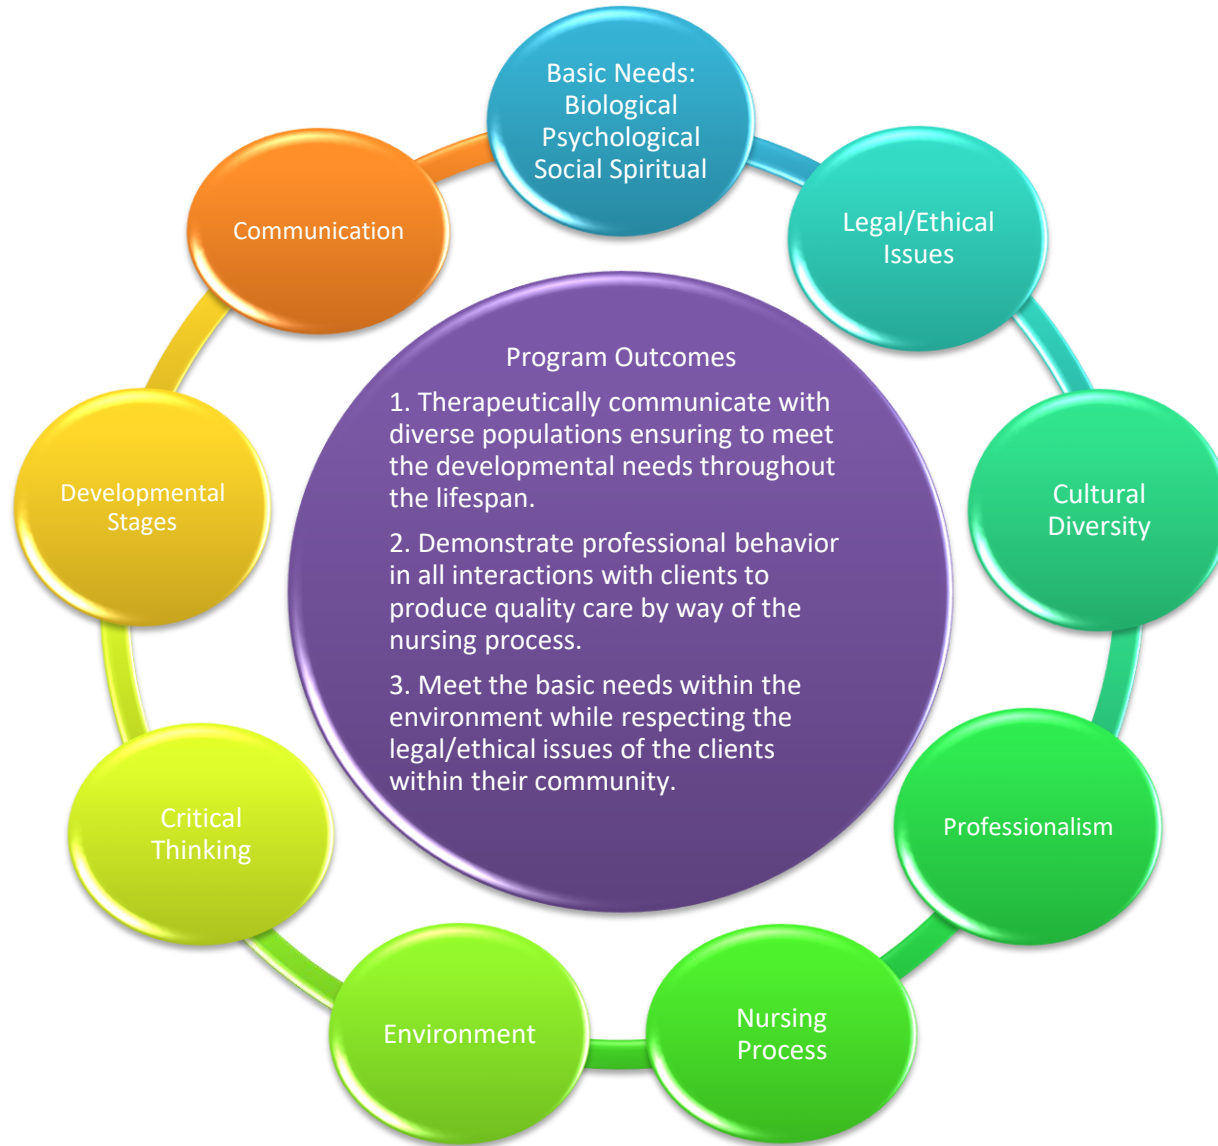 Basic Needs:
Biological
Psychological
Social Spiritual
Legal/Ethical
Issues
Cultural
Diversity
Professionalism
Nursing
Process
Environment
Critical
Thinking
Developmental
Stages
Communication
Program Outcomes
1. Therapeutically communicate with
diverse populations ensuring to meet
the developmental needs throughout
the lifespan.
2. Demonstrate professional behavior
in all interactions with clients to
produce quality care by way of the
nursing process.
3. Meet the basic needs within the
environment while respecting the
legal/ethical issues of the clients
within their community.